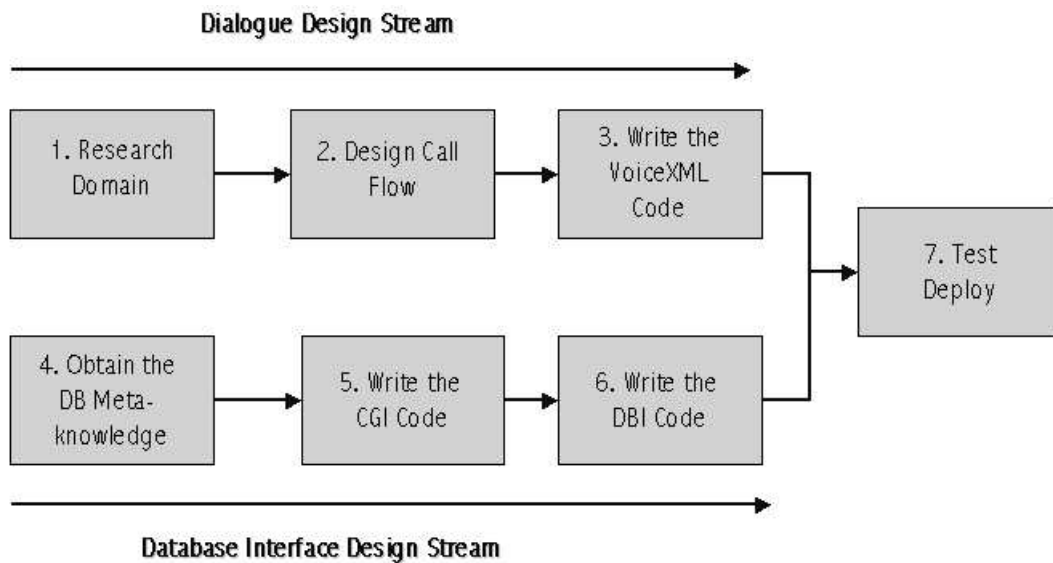 Dialogue Design Stream
1. Research
Domain
2. Design Call
Flow
3. Write the
VoiceXML
Code
7. Test
Deploy
4. Obtain the
DB Meta-
knowledge
5. Write the
CGI Code
6. Write the
DBI Code
Database Interface Design Stream